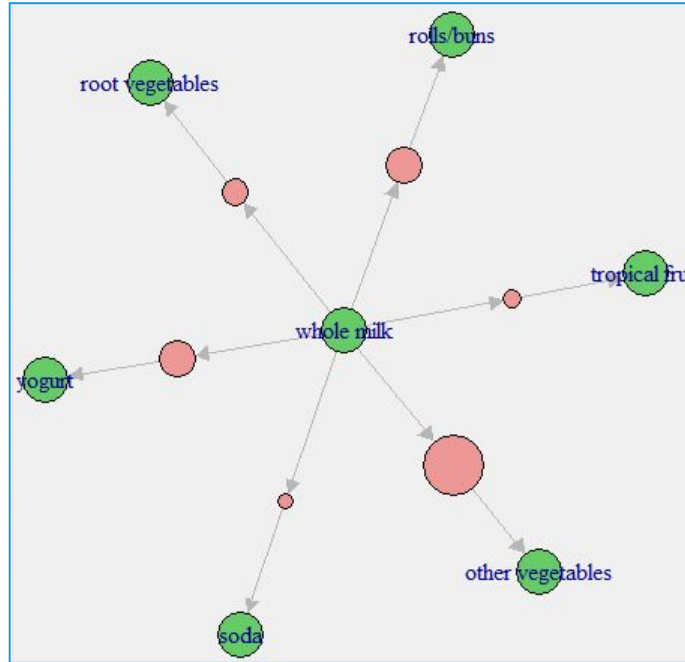 rolls/buns
root vegetables
tropical fru
whole milk
yogurt
other vegetables
soda